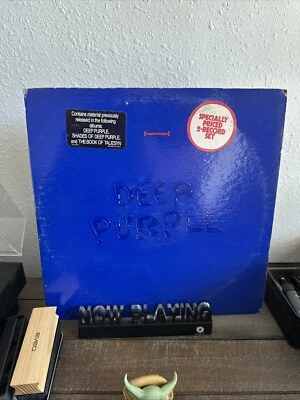 Contains material previously
released in the following
albums:
DEEP PURPLE,
SHADES OF DEEP PURPLE,
and THE BOOK OF TALIESYN
SPECIALLY
PRICED
2-RECORD
SET
DEEP
PURPLE
NOW PLAYING